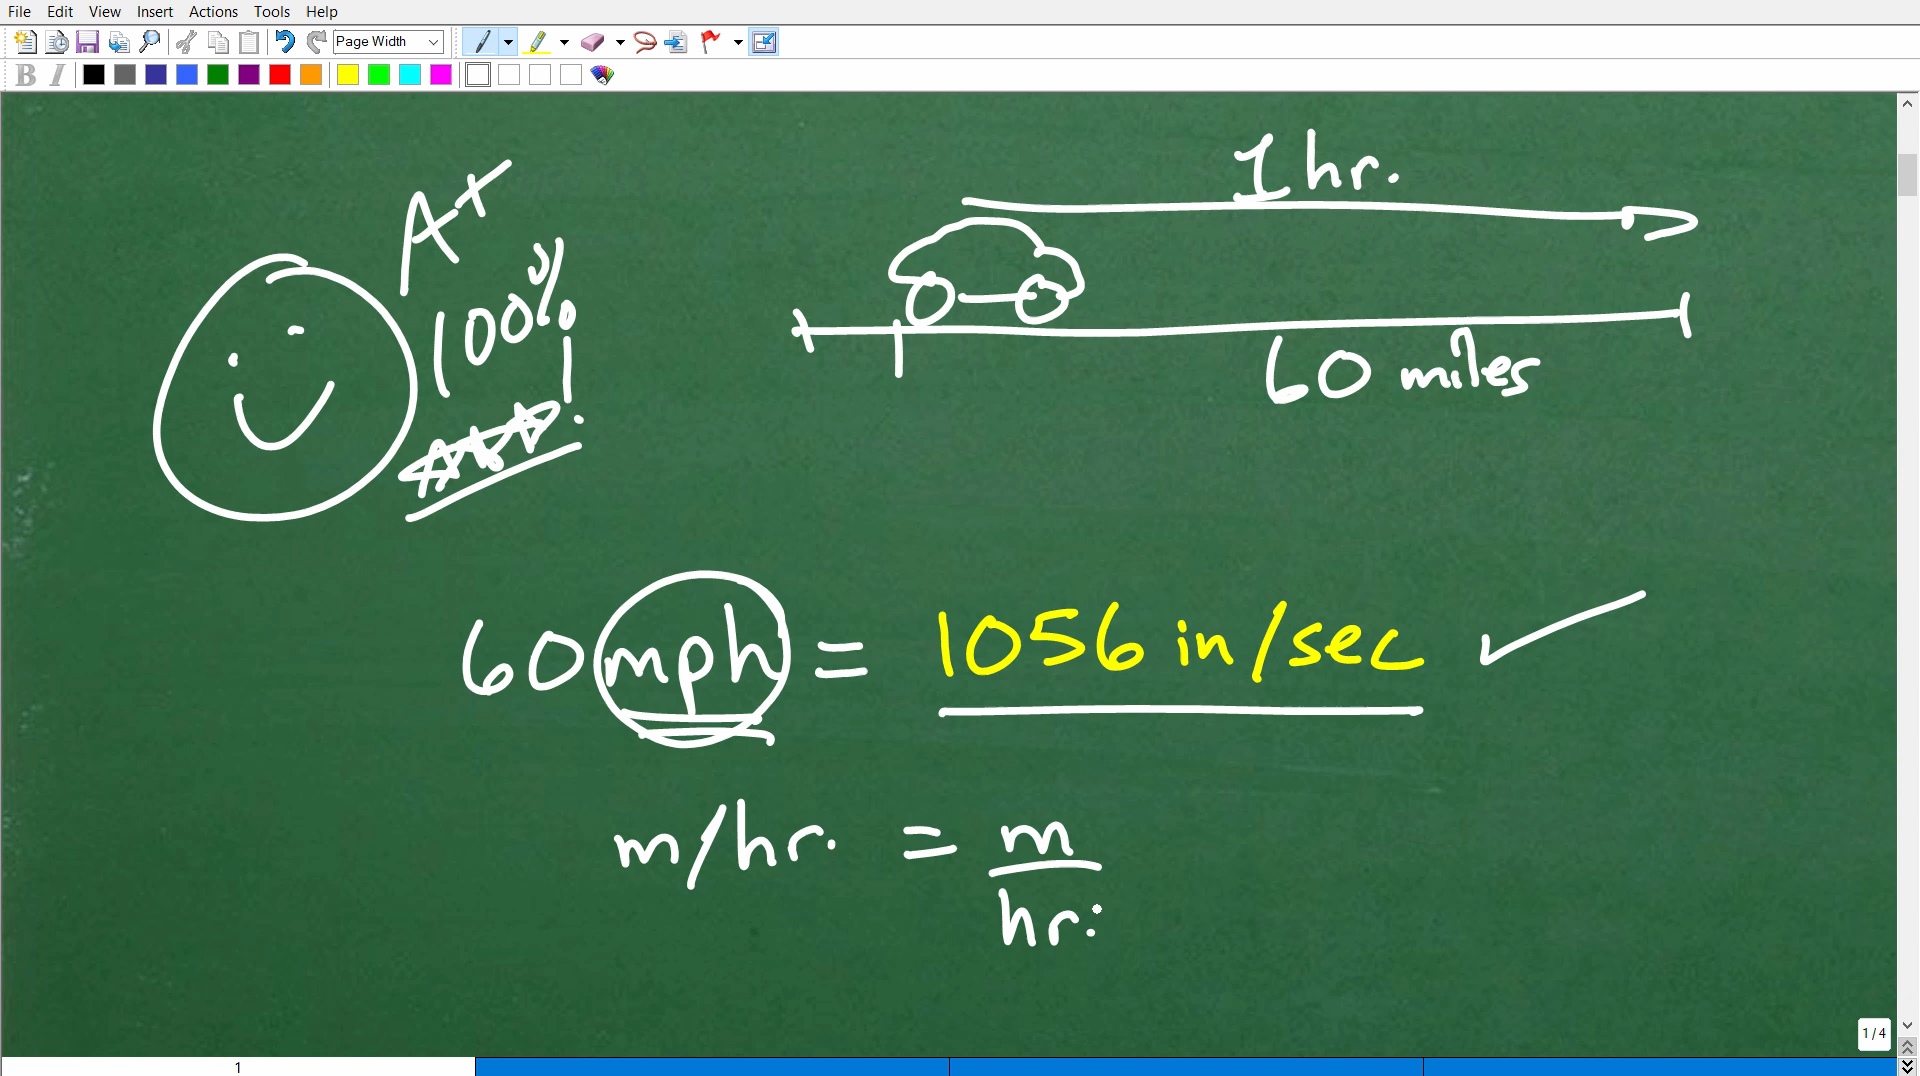 File Edit View Insert Actions Tools Help
Page Width
B I
A+
100%!
1 hr.
60 miles
60 mph = 1056 in/sec
m/hr. = m
hr.
1 / 4
1